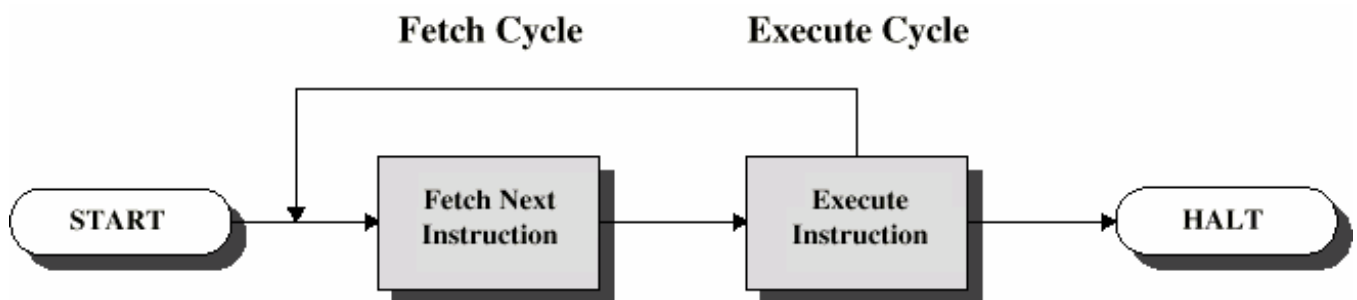 Fetch Cycle
Execute Cycle
START
Fetch Next
Instruction
Execute
Instruction
HALT